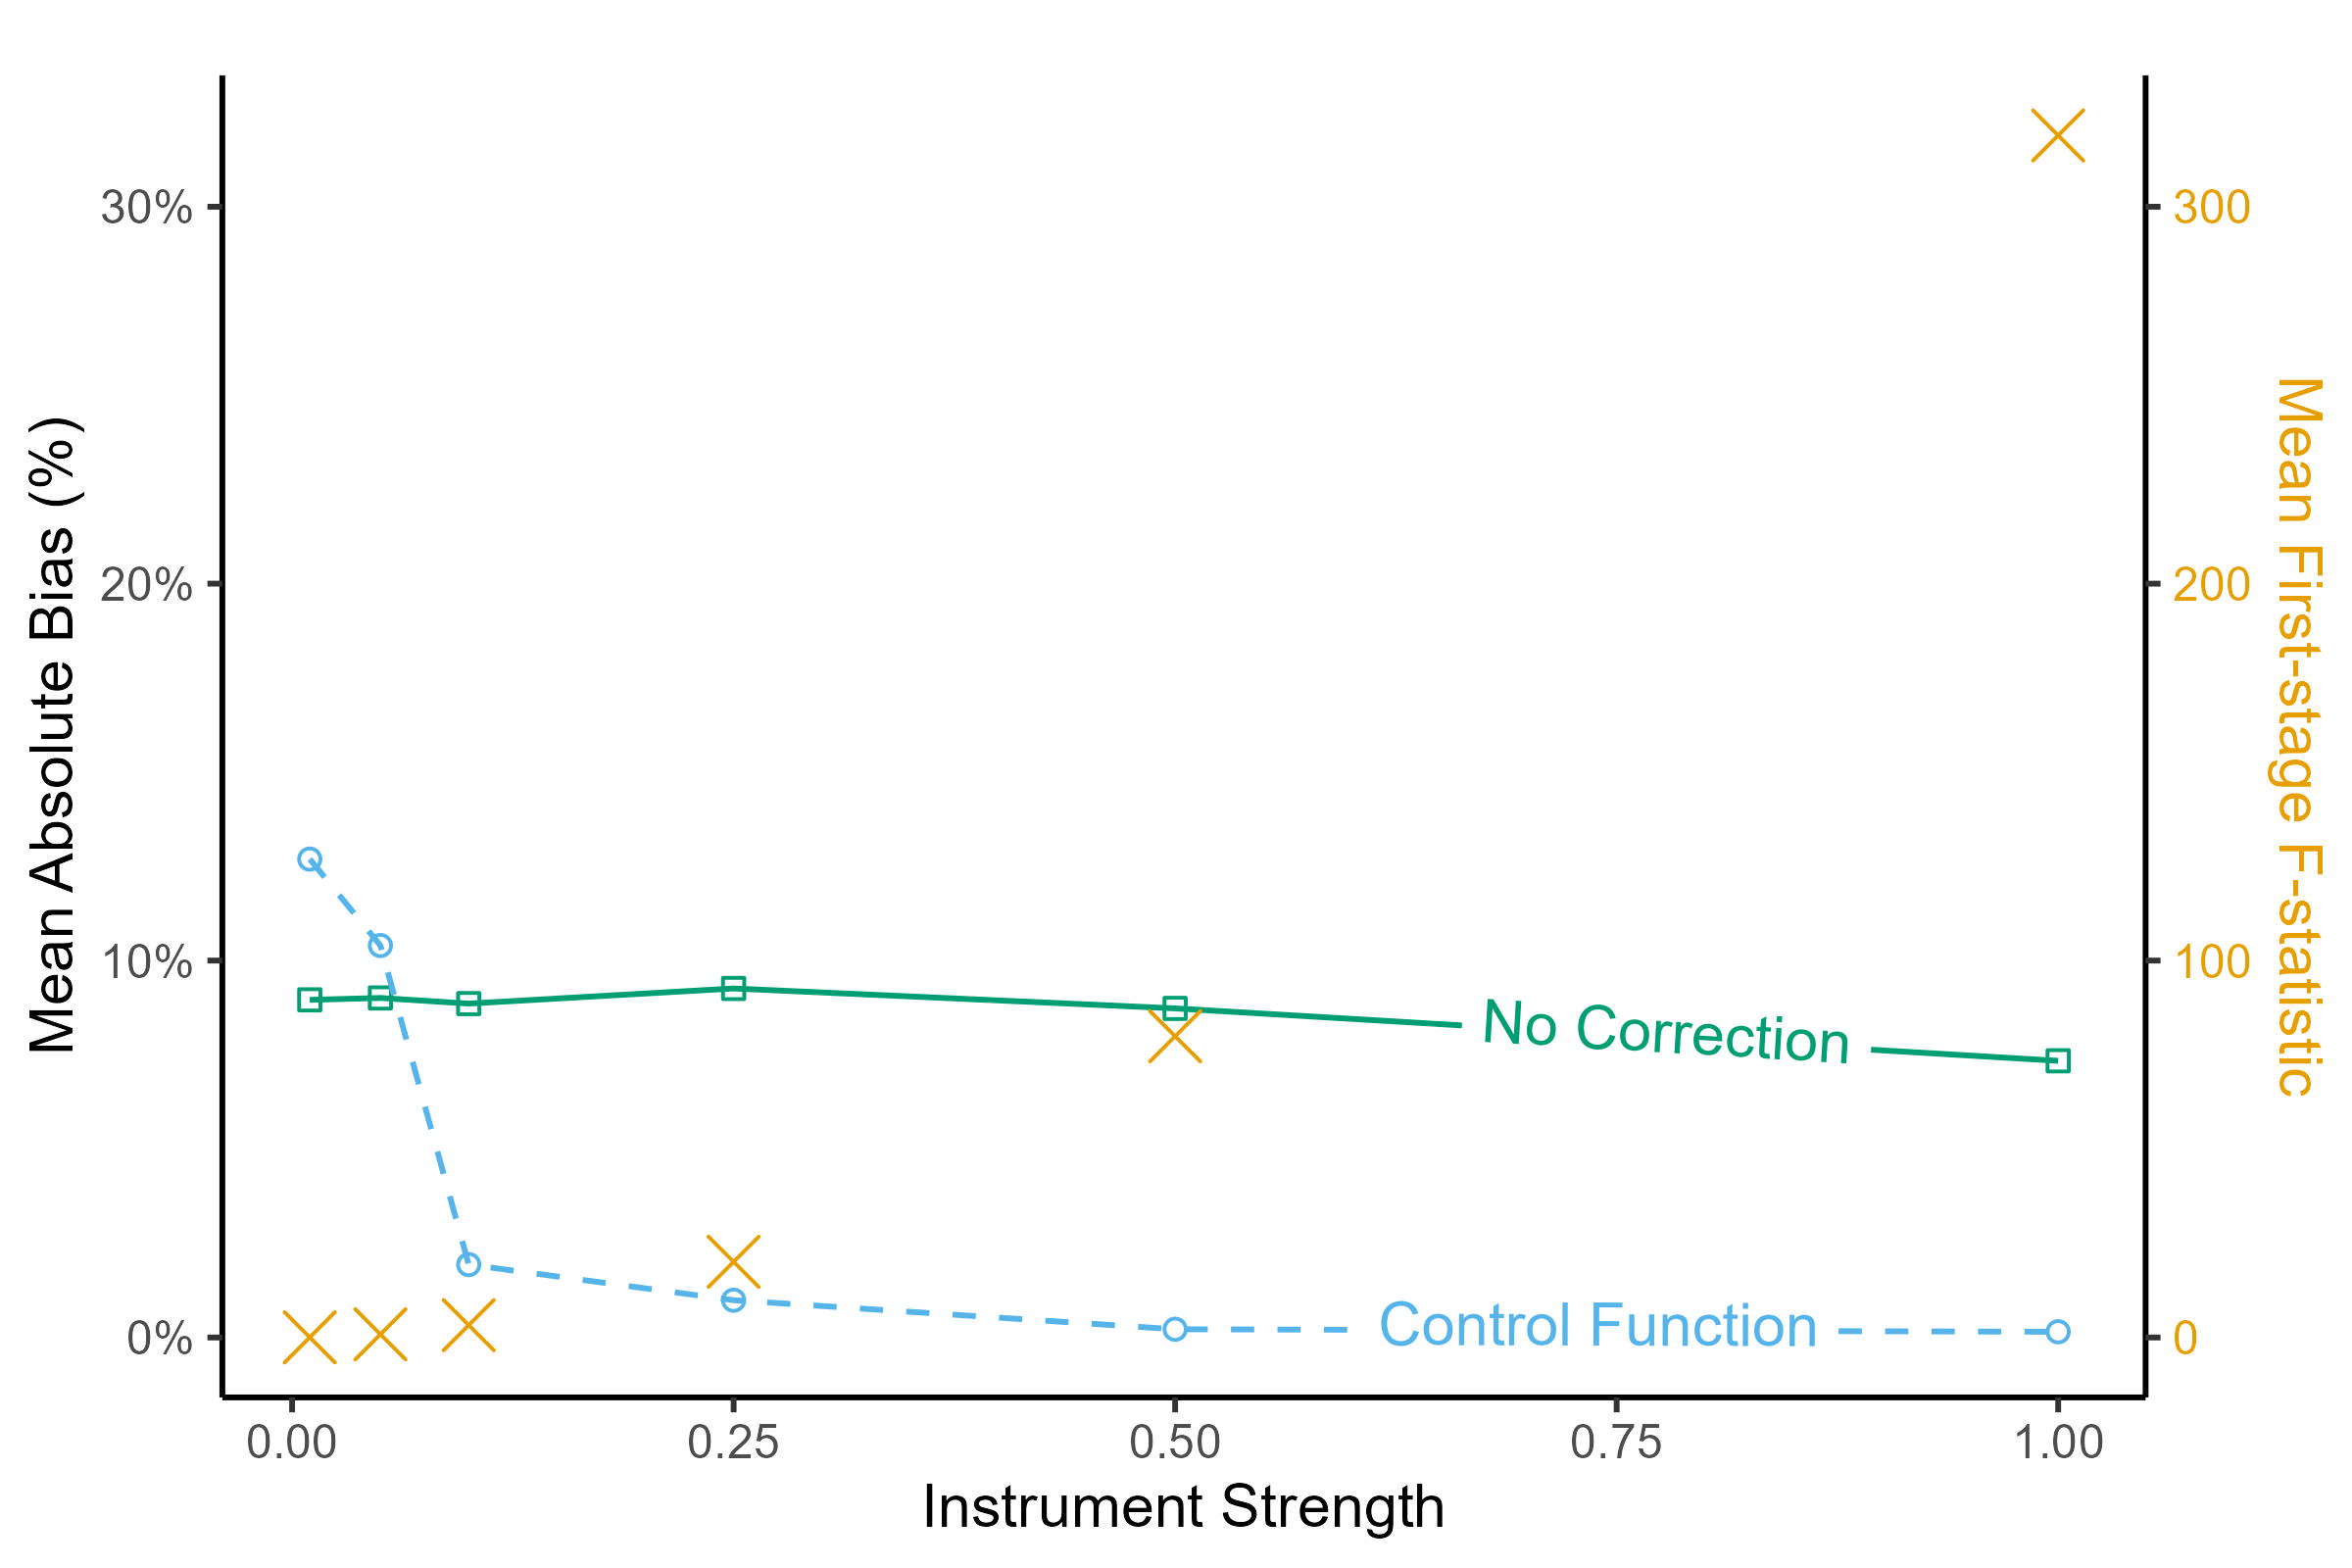 Mean Absolute Bias (%)
30%
20%
10%
0%
300
200
100
0
Mean First-stage F-statistic
No Correction
Control Function
0.00
0.25
0.50
0.75
1.00
Instrument Strength